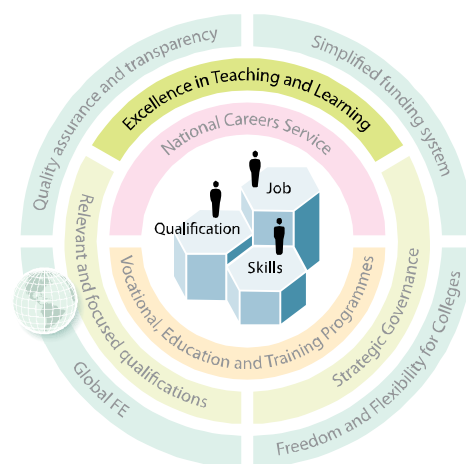 Quality assurance and transparency
Simplified funding system
Excellence in Teaching and Learning
National Careers Service
Job
Qualification
Skills
Relevant and focused qualifications
Vocational, Education and Training Programmes
Strategic Governance
Global FE
Freedom and Flexibility for Colleges